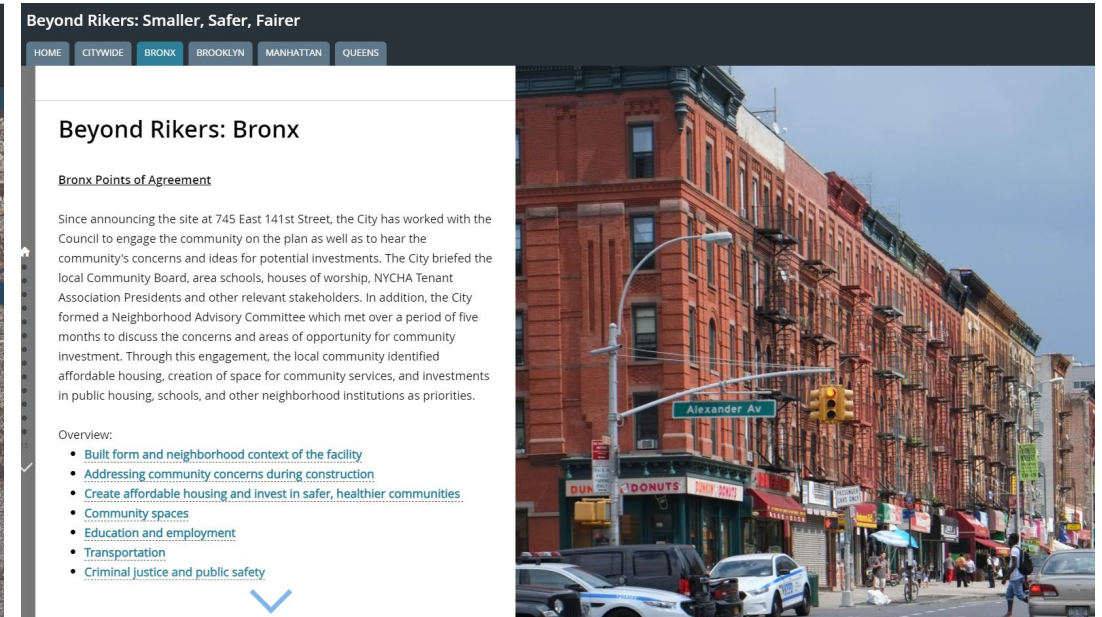 Beyond Rikers: Smaller, Safer, Fairer
HOME CITYWIDE BRONX BROOKLYN MANHATTAN QUEENS
Beyond Rikers: Bronx
Bronx Points of Agreement
Since announcing the site at 745 East 141st Street, the City has worked with the
Council to engage the community on the plan as well as to hear the
community's concerns and ideas for potential investments. The City briefed the
local Community Board, area schools, houses of worship, NYCHA Tenant
Association Presidents and other relevant stakeholders. In addition, the City
formed a Neighborhood Advisory Committee which met over a period of five
months to discuss the concerns and areas of opportunity for community
investment. Through this engagement, the local community identified
affordable housing, creation of space for community services, and investments
in public housing, schools, and other neighborhood institutions as priorities.
Overview:
Built form and neighborhood context of the facility
Addressing community concerns during construction
Create affordable housing and invest in safer, healthier communities
Community spaces
Education and employment
Transportation
Criminal justice and public safety
Alexander Av
DUNKIN' DONUTS
PASSENGER
CARS ONLY